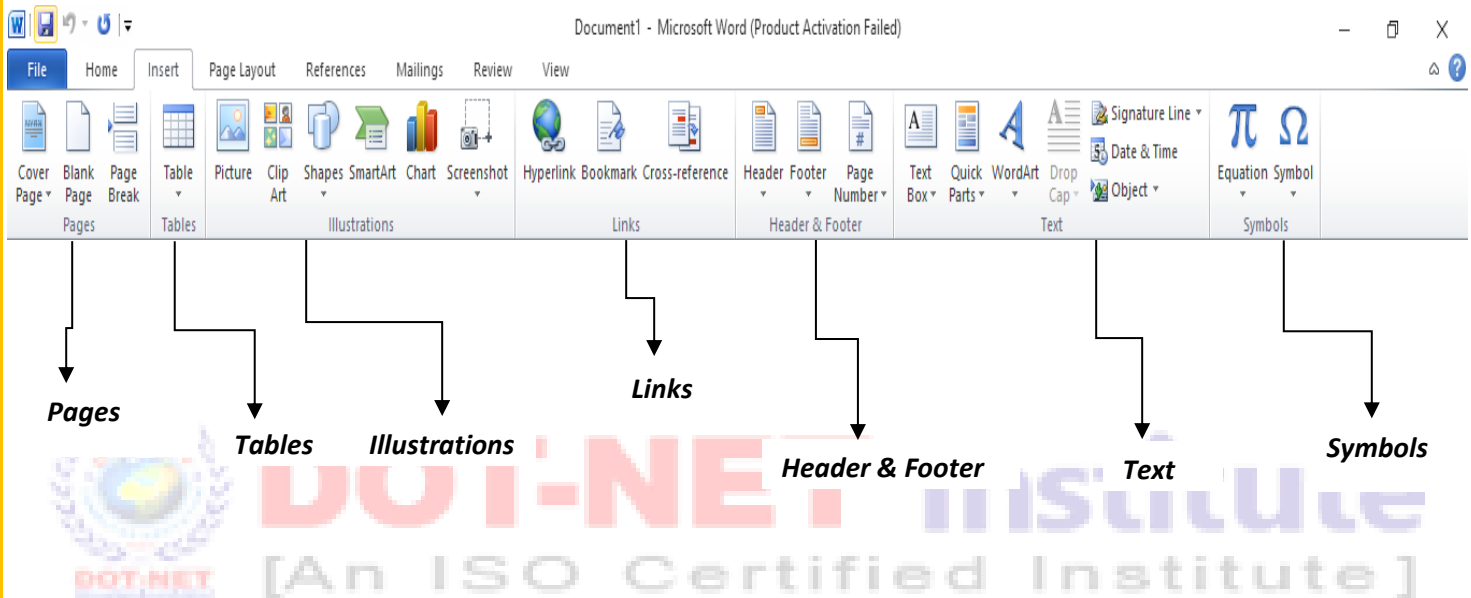 Document1 - Microsoft Word (Product Activation Failed)
File Home Insert Page Layout References Mailings Review View
Cover Page Blank Page Page Break Table Picture Clip Art Shapes SmartArt Chart Screenshot Hyperlink Bookmark Cross-reference Header Footer Page Number Text Box Quick Parts WordArt Drop Cap Signature Line Date & Time Object Equation Symbol
Pages Tables Illustrations Links Header & Footer Text Symbols
Links
Pages
Tables Illustrations Symbols
Header & Footer Text
DOT-NET Institute
DOT-NET [An ISO Certified Institute]